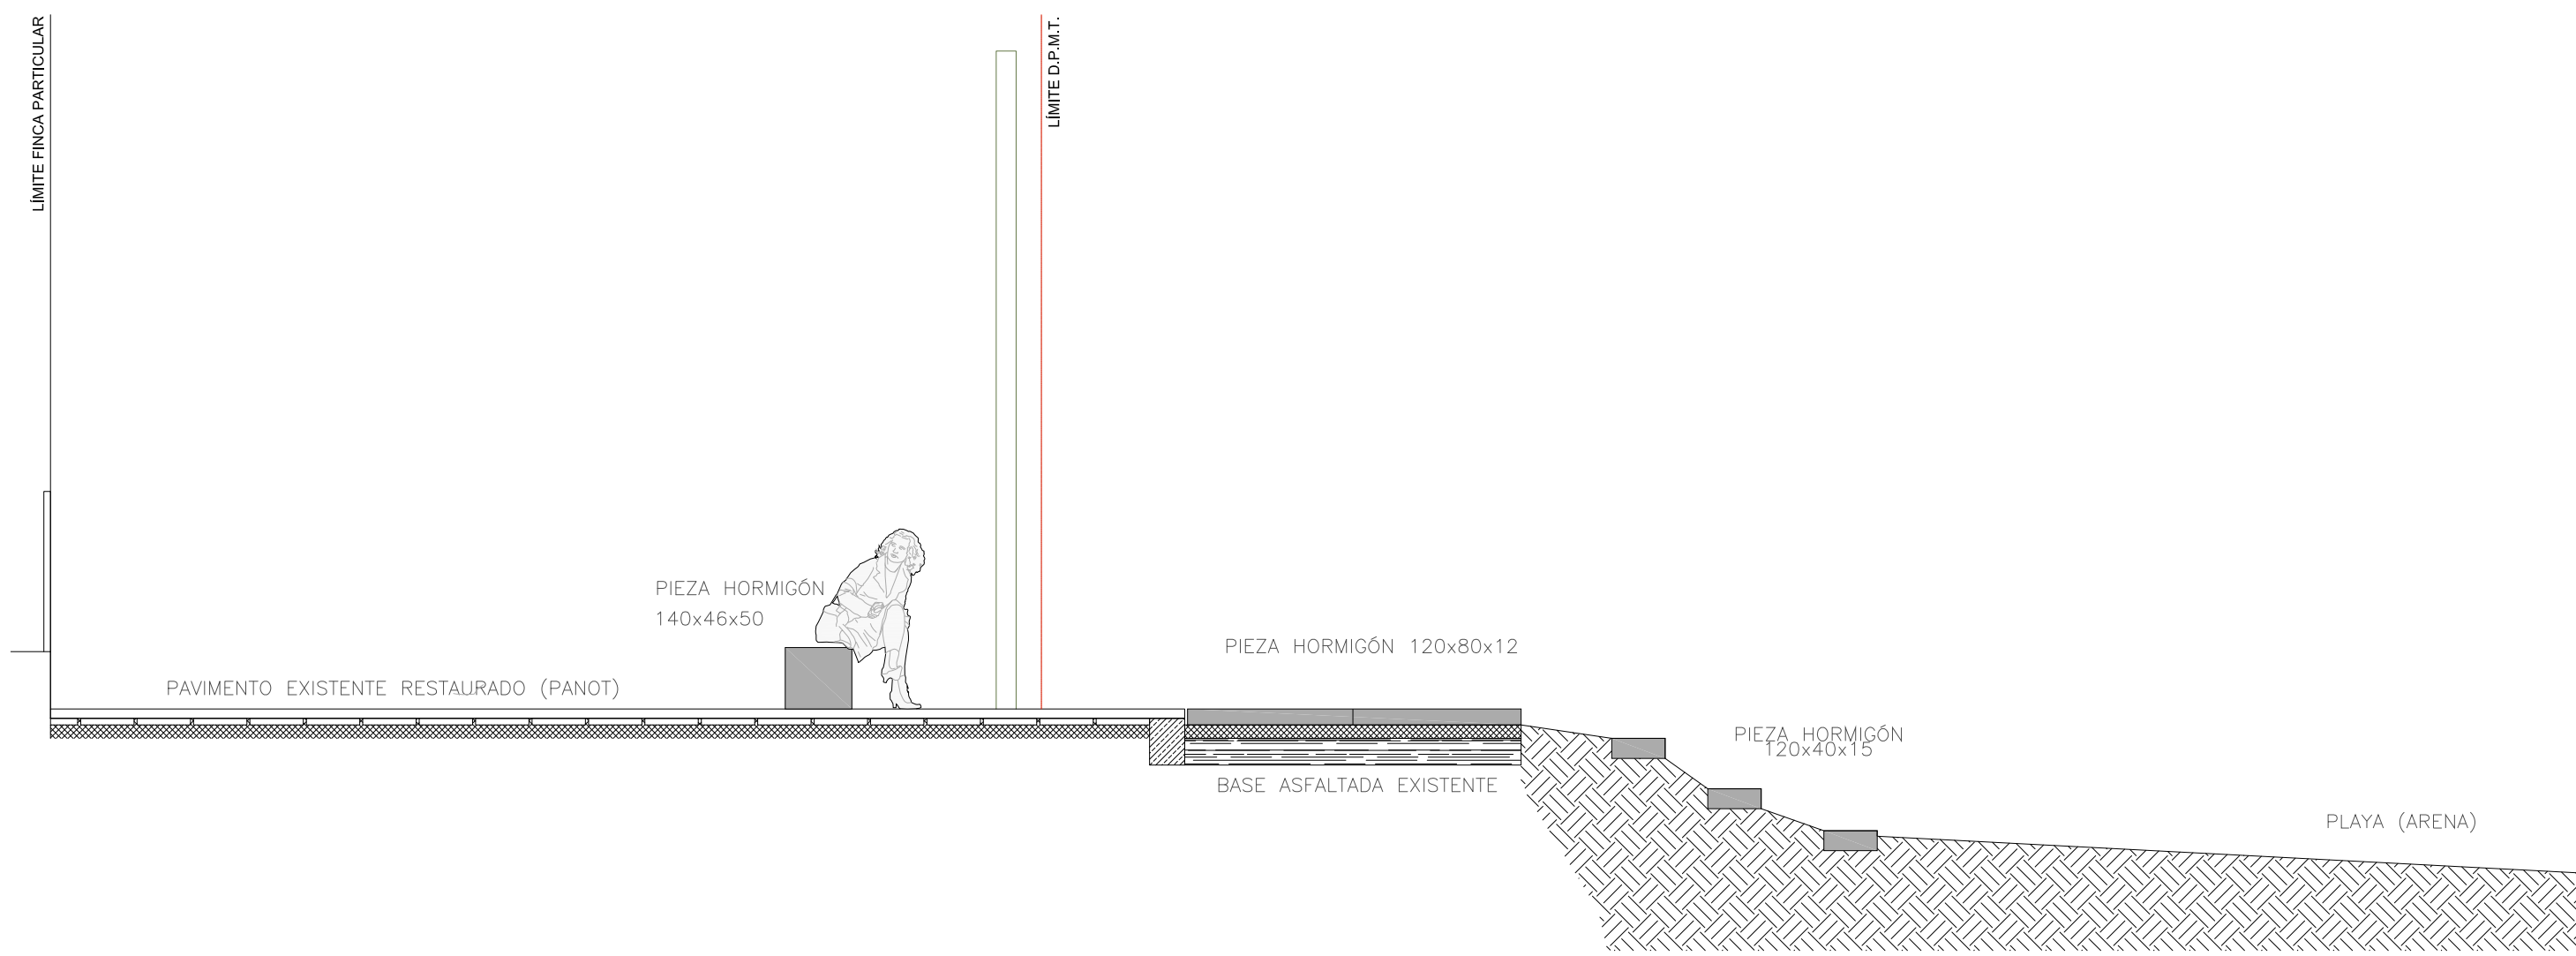 LÍMITE FINCA PARTICULAR
LÍMITE D.P.M.T.
PIEZA HORMIGÓN
140x46x50
PIEZA HORMIGÓN 120x80x12
PAVIMENTO EXISTENTE RESTAURADO (PANOT)
PIEZA HORMIGÓN
120x40x15
BASE ASFALTADA EXISTENTE
PLAYA (ARENA)